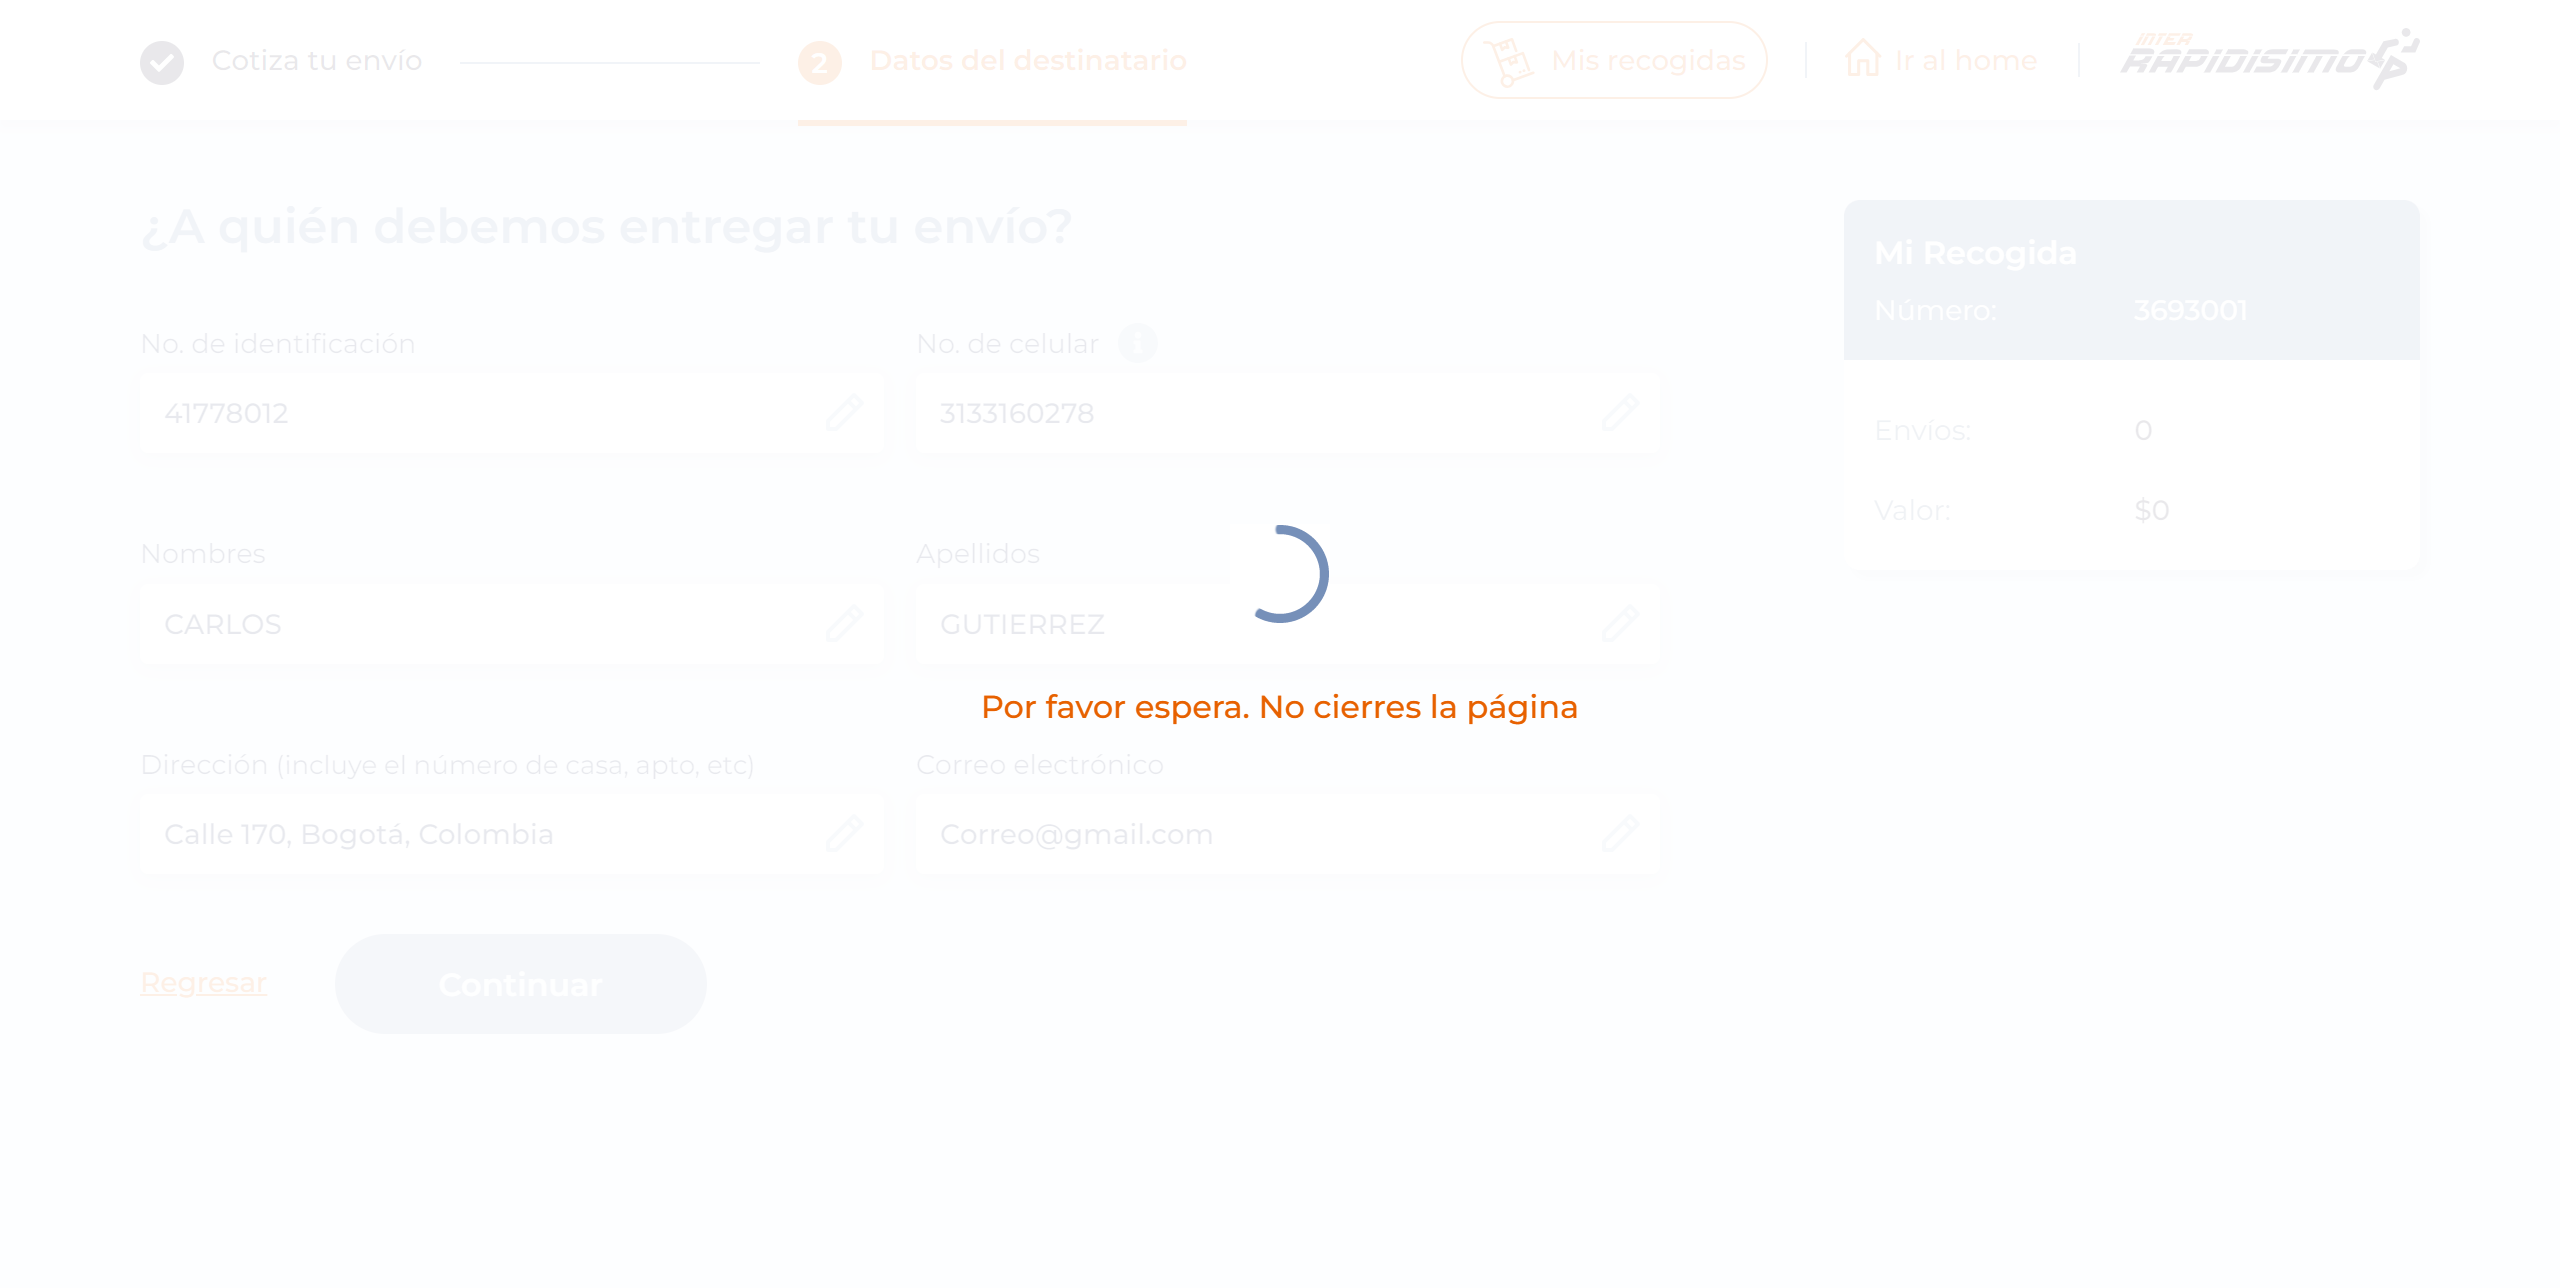 Cotiza tu envío
2 Datos del destinatario
Mis recogidas
Ir al home
INTER
RAPIDISIMO
¿A quién debemos entregar tu envío?
Mi Recogida
Número: 3693001
Envíos: 0
Valor: $0
No. de identificación
41778012
No. de celular
3133160278
Nombres
CARLOS
Apellidos
GUTIERREZ
Por favor espera. No cierres la página
Dirección (incluye el número de casa, apto, etc)
Calle 170, Bogotá, Colombia
Correo electrónico
Correo@gmail.com
Regresar
Continuar